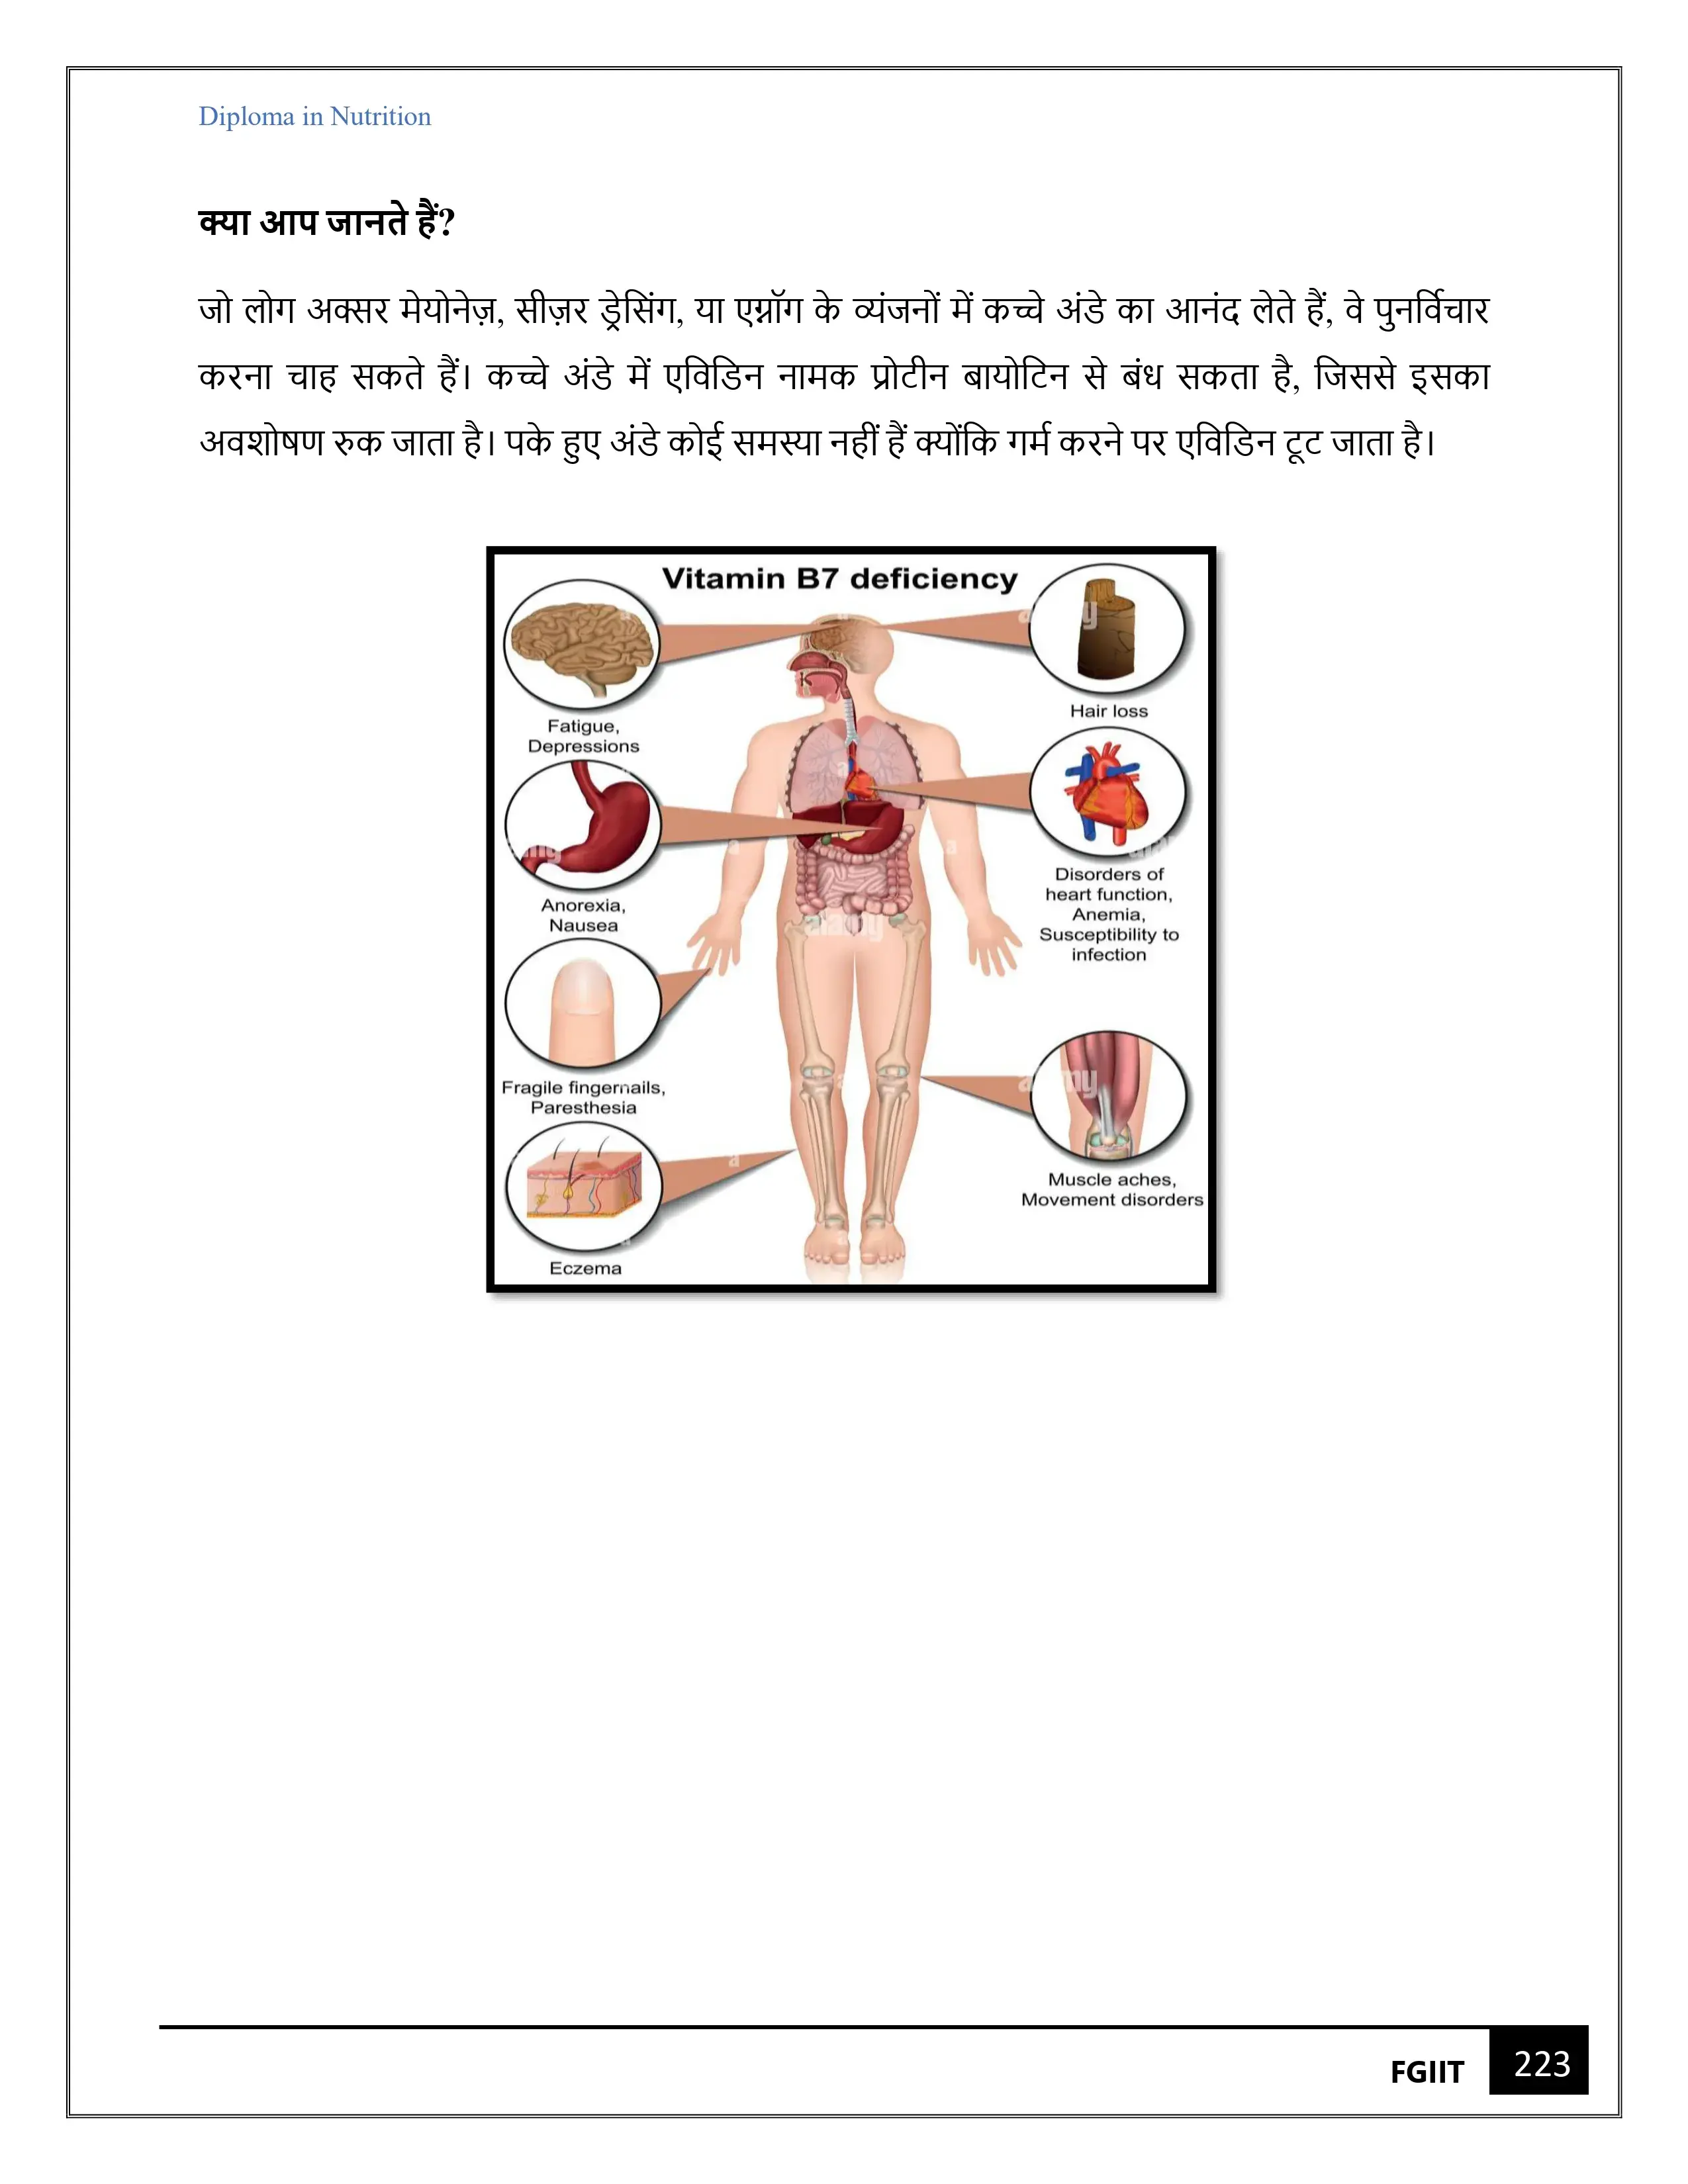 Diploma in Nutrition
क्या आप जानते हैं?
जो लोग अक्सर मेयोनेज़, सीज़र ड्रेसिंग, या एग्नॉग के व्यंजनों में कच्चे अंडे का आनंद लेते हैं, वे पुनर्विचार
करना चाह सकते हैं। कच्चे अंडे में एविडिन नामक प्रोटीन बायोटिन से बंध सकता है, जिससे इसका
अवशोषण रुक जाता है। पके हुए अंडे कोई समस्या नहीं हैं क्योंकि गर्म करने पर एविडिन टूट जाता है।
Vitamin B7 deficiency
Fatigue,
Depressions
Hair loss
Anorexia,
Nausea
Disorders of
heart function,
Anemia,
Susceptibility to
infection
Fragile fingernails,
Paresthesia
Muscle aches,
Movement disorders
Eczema
alamy
FGIIT 223